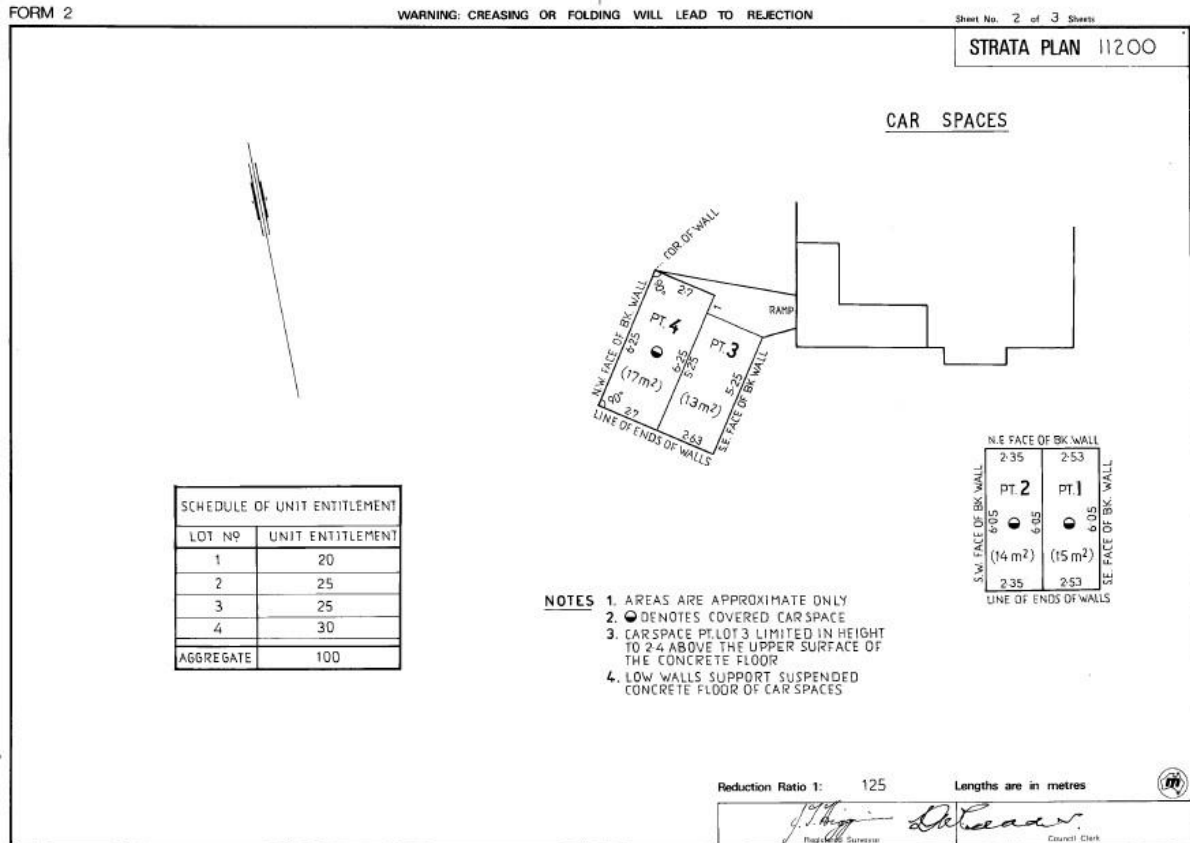 FORM 2
WARNING: CREASING OR FOLDING WILL LEAD TO REJECTION
Sheet No. 2 of 3 Sheets
STRATA PLAN 11200
CAR SPACES
COR OF WALL
90°
2·7
1
RAMP
N.W. FACE OF BK. WALL
6·25
PT. 4
(17m²)
6·25
5·25
PT. 3
(13m²)
5·25
S.E. FACE OF BK WALL
90°
2·7
2·63
LINE OF ENDS OF WALLS
N.E FACE OF BK. WALL
2·35 2·53
S.W. FACE OF BK WALL
PT. 2 PT. 1
6·05 6·05 6·05
(14 m²) (15 m²)
S.E. FACE OF BK. WALL
2·35 2·53
LINE OF ENDS OF WALLS
SCHEDULE OF UNIT ENTITLEMENT
LOT Nº UNIT ENTITLEMENT
1 20
2 25
3 25
4 30
AGGREGATE 100
NOTES 1. AREAS ARE APPROXIMATE ONLY
2. DENOTES COVERED CAR SPACE
3. CARSPACE PT. LOT 3 LIMITED IN HEIGHT
TO 2·4 ABOVE THE UPPER SURFACE OF
THE CONCRETE FLOOR
4. LOW WALLS SUPPORT SUSPENDED
CONCRETE FLOOR OF CAR SPACES
Reduction Ratio 1: 125 Lengths are in metres
m
Registered Surveyor Council Clerk